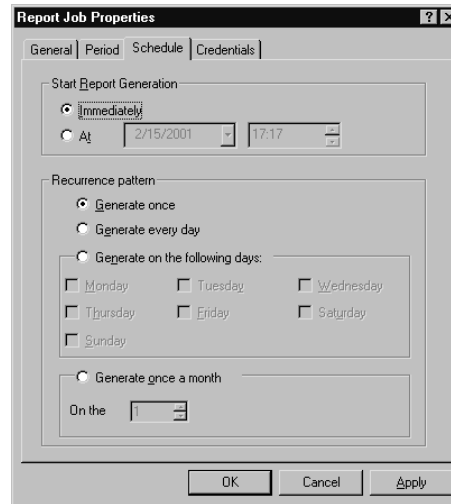 Report Job Properties
General Period Schedule Credentials
Start Report Generation
Immediately
At 2/15/2001 17:17
Recurrence pattern
Generate once
Generate every day
Generate on the following days:
Monday Tuesday Wednesday
Thursday Friday Saturday
Sunday
Generate once a month
On the 1
OK Cancel Apply